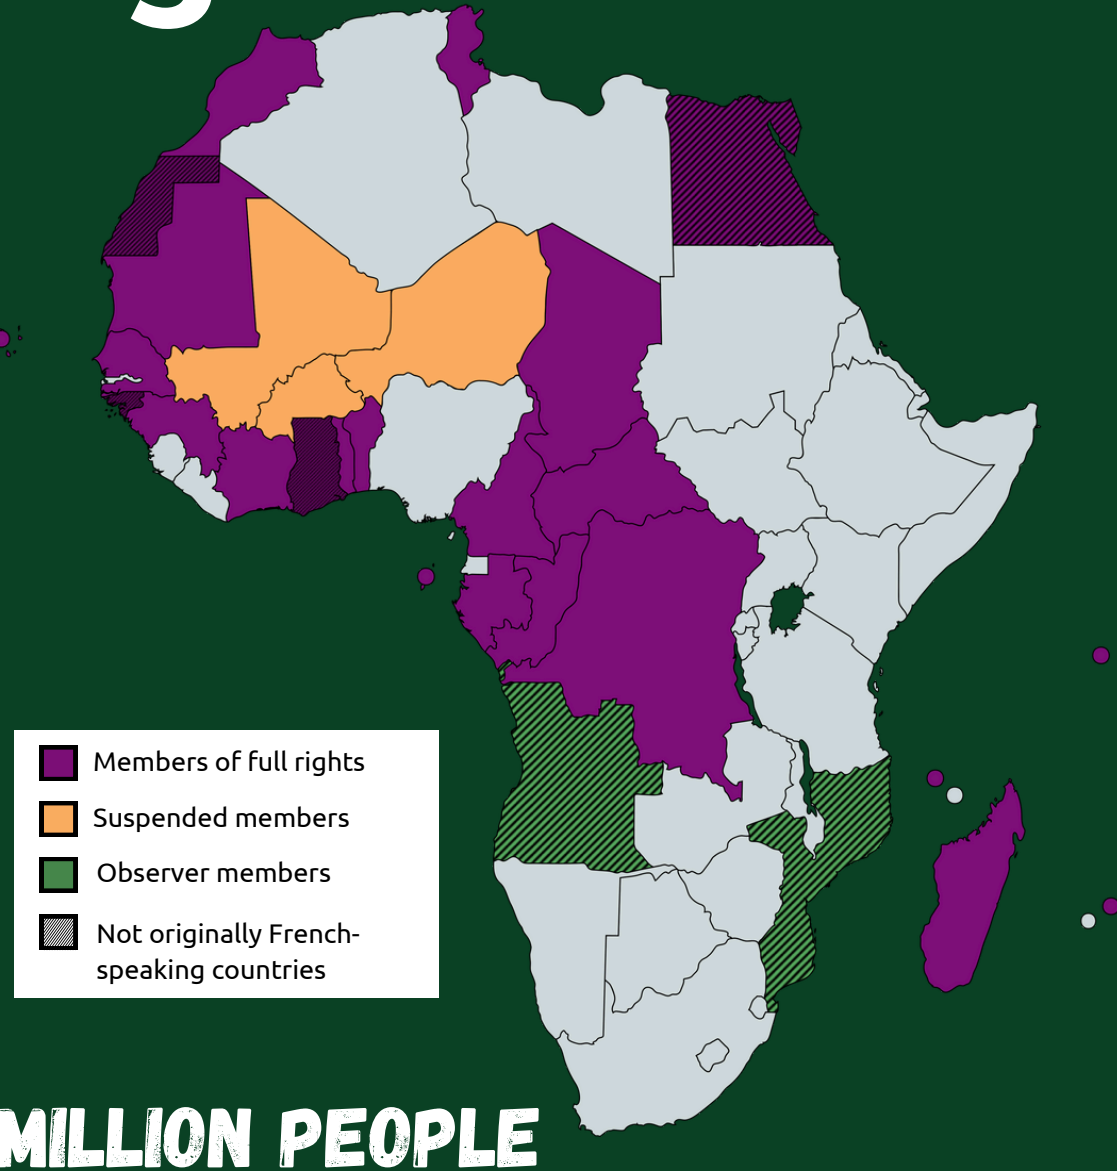 g
Members of full rights
Suspended members
Observer members
Not originally French-
speaking countries
MILLION PEOPLE